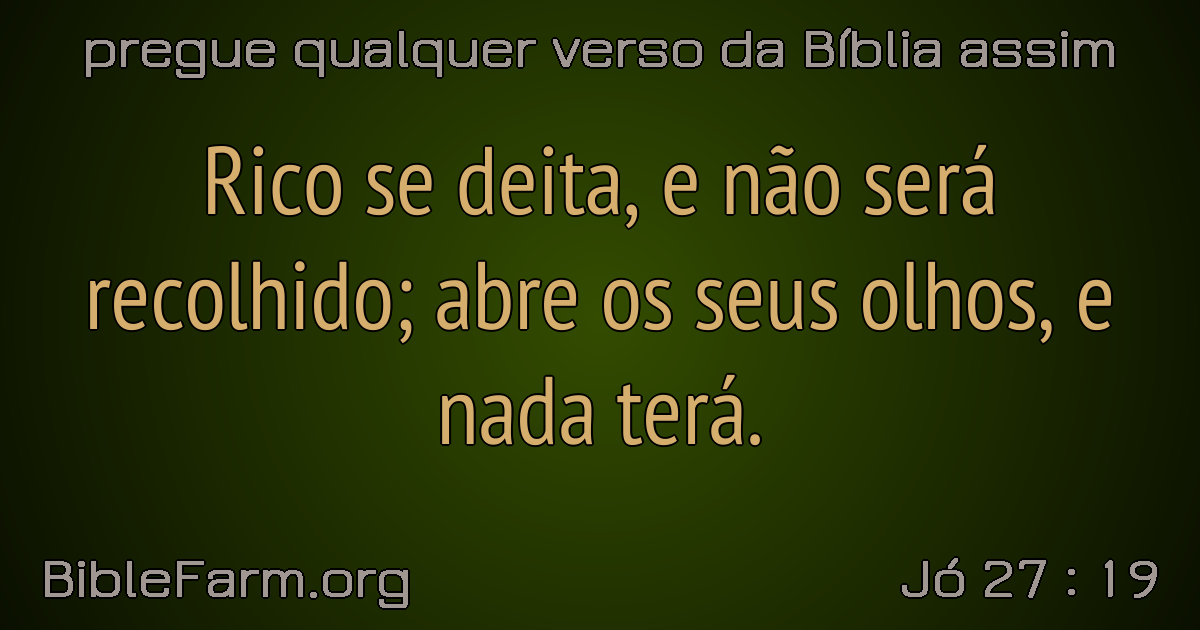 pregue qualquer verso da Bíblia assim
Rico se deita, e não será
recolhido; abre os seus olhos, e
nada terá.
BibleFarm.org
Jó 27 : 19